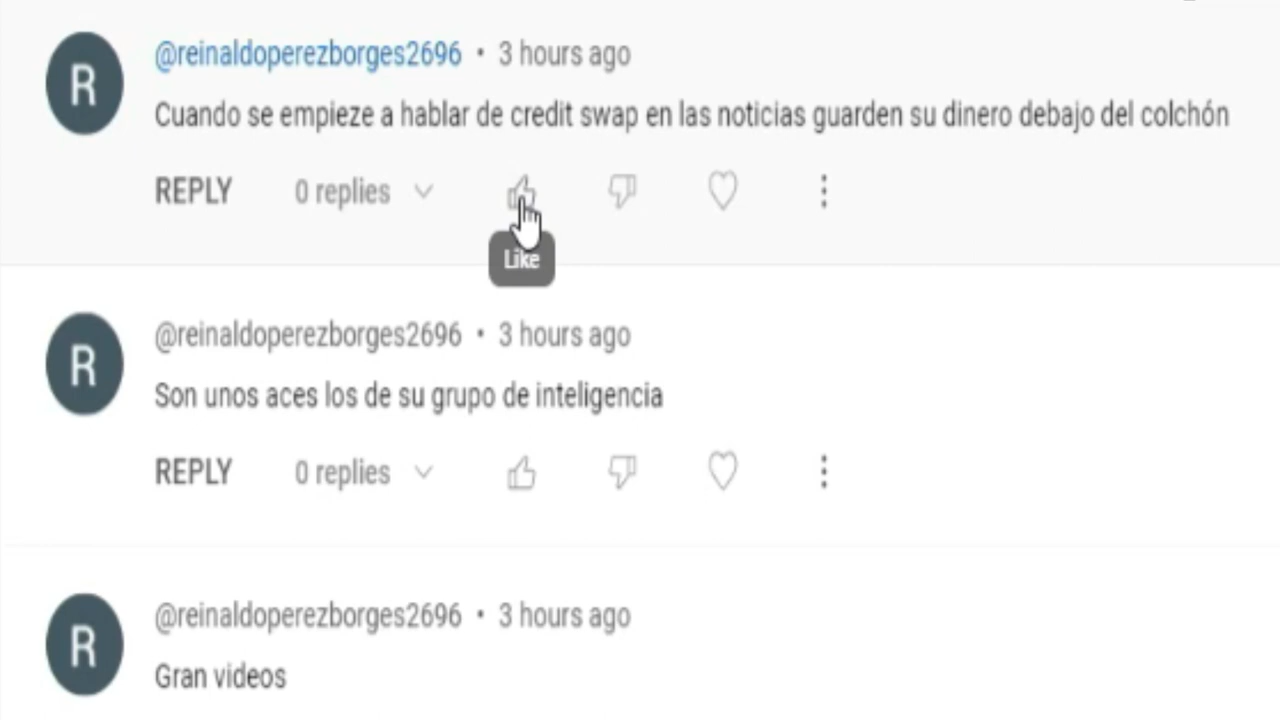 R
@reinaldoperezborges2696 • 3 hours ago
Cuando se empieze a hablar de credit swap en las noticias guarden su dinero debajo del colchón
REPLY 0 replies
Like
R
@reinaldoperezborges2696 • 3 hours ago
Son unos aces los de su grupo de inteligencia
REPLY 0 replies
R
@reinaldoperezborges2696 • 3 hours ago
Gran videos